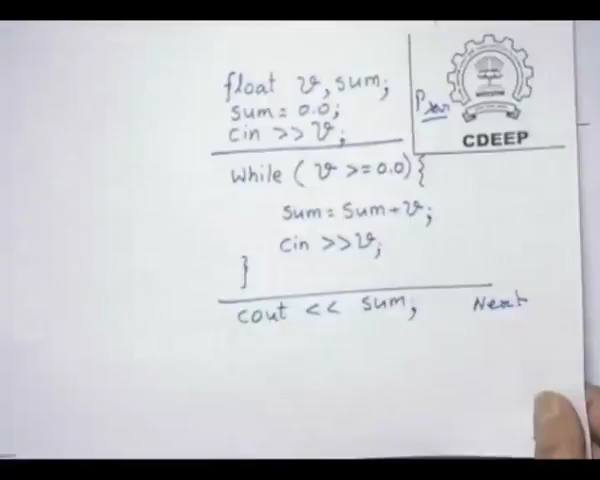 float v, sum;
sum = 0.0;
cin >> v;
CDEEP
while ( v >= 0.0) {
sum = sum + v;
cin >> v;
}
cout << sum; Next